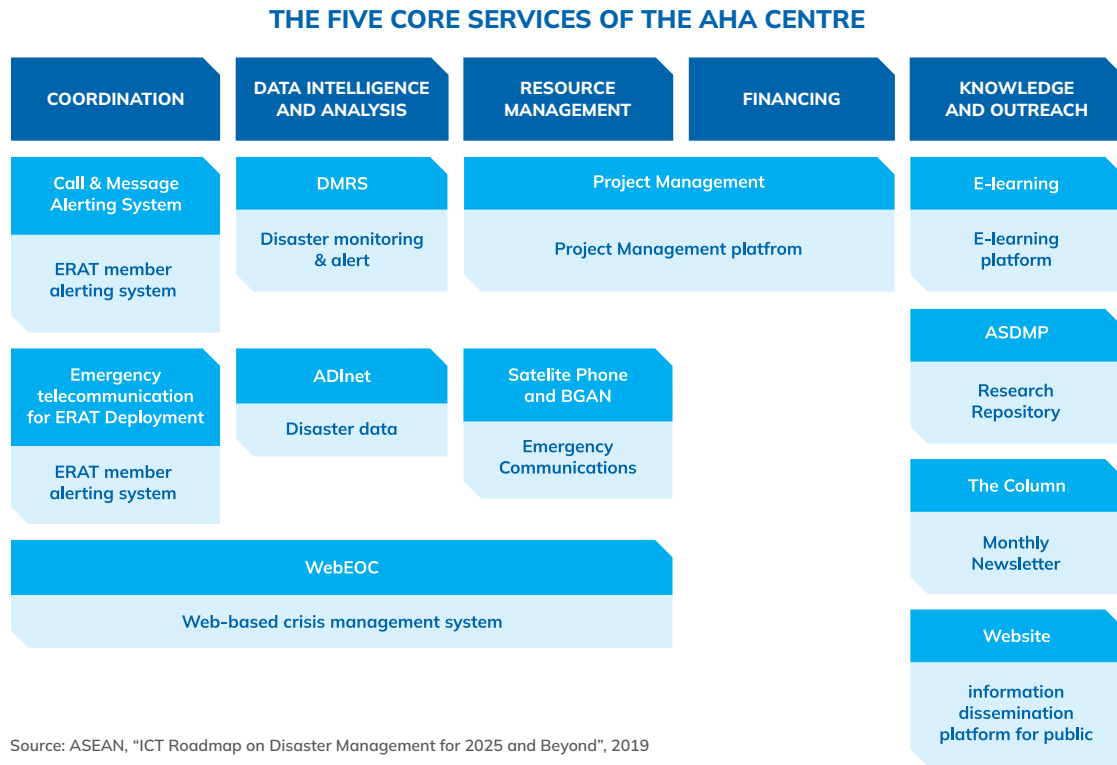 THE FIVE CORE SERVICES OF THE AHA CENTRE
COORDINATION
DATA INTELLIGENCE
AND ANALYSIS
RESOURCE
MANAGEMENT
FINANCING
KNOWLEDGE
AND OUTREACH
Call & Message
Alerting System
ERAT member
alerting system
DMRS
Disaster monitoring
& alert
Project Management
Project Management platfrom
E-learning
E-learning
platform
Emergency
telecommunication
for ERAT Deployment
ERAT member
alerting system
ADInet
Disaster data
Satelite Phone
and BGAN
Emergency
Communications
ASDMP
Research
Repository
The Column
Monthly
Newsletter
WebEOC
Web-based crisis management system
Website
information
dissemination
platform for public
Source: ASEAN, “ICT Roadmap on Disaster Management for 2025 and Beyond”, 2019